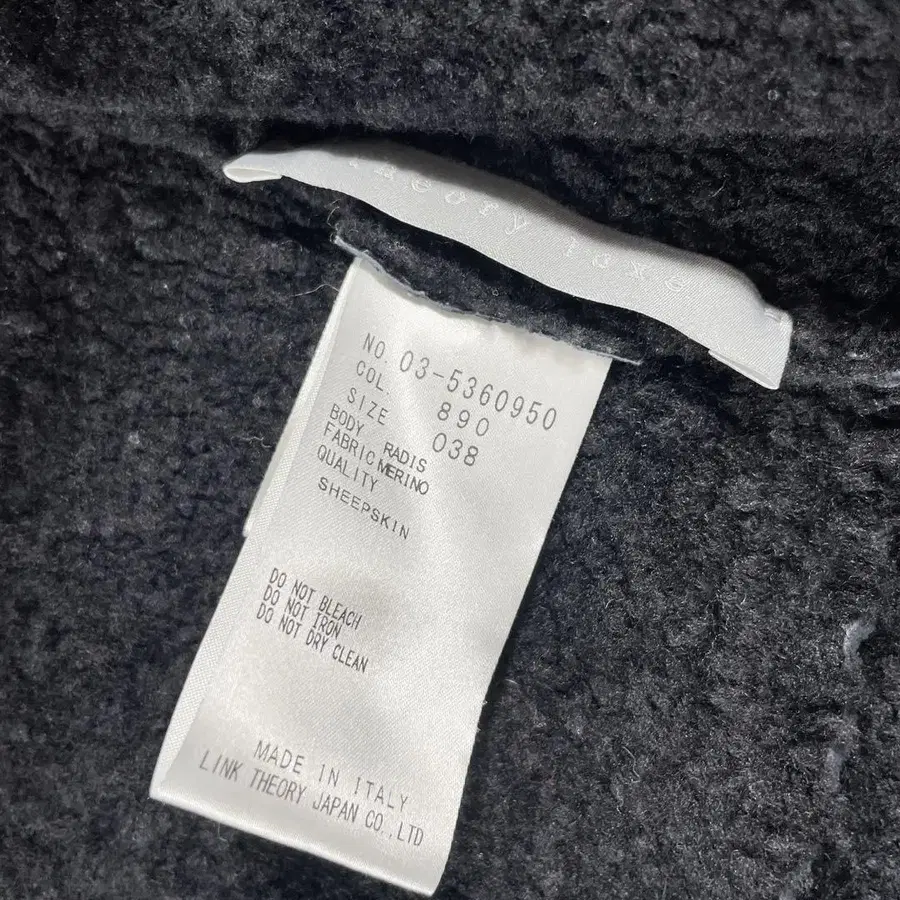 theory luxe
NO. 03-5360950
COL. 890
SIZE 038
BODY RADIS
FABRIC MERINO
QUALITY
SHEEPSKIN
DO NOT BLEACH
DO NOT IRON
DO NOT DRY CLEAN
MADE IN ITALY
LINK THEORY JAPAN CO.,LTD